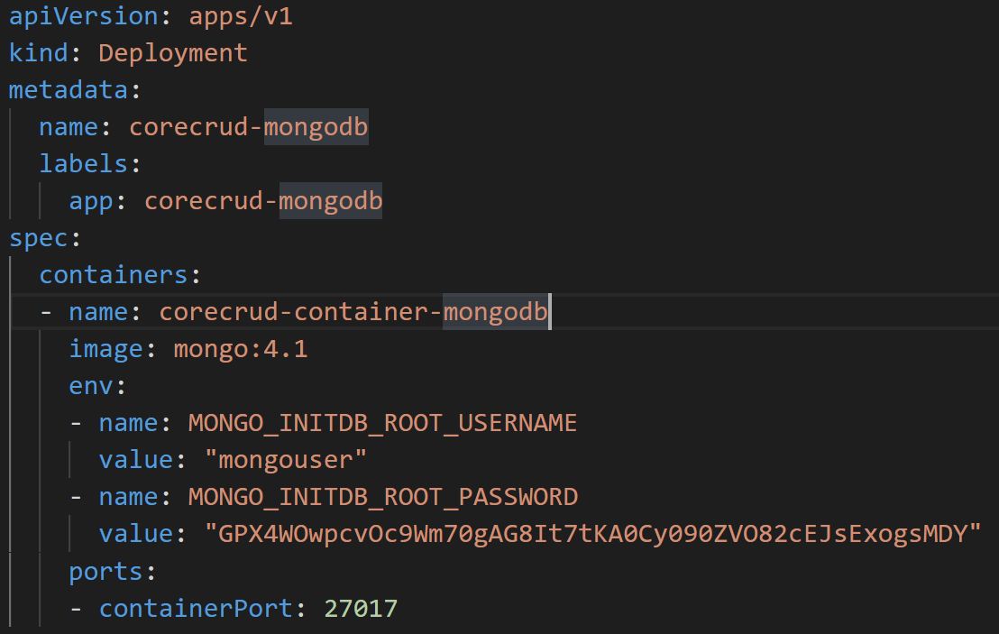 apiVersion: apps/v1
kind: Deployment
metadata:
  name: corecrud-mongodb
  labels:
    app: corecrud-mongodb
spec:
  containers:
  - name: corecrud-container-mongodb
    image: mongo:4.1
    env:
    - name: MONGO_INITDB_ROOT_USERNAME
      value: "mongouser"
    - name: MONGO_INITDB_ROOT_PASSWORD
      value: "GPX4WOwpcvOc9Wm70gAG8It7tKA0Cy090ZVO82cEJsExogsMDY"
    ports:
    - containerPort: 27017